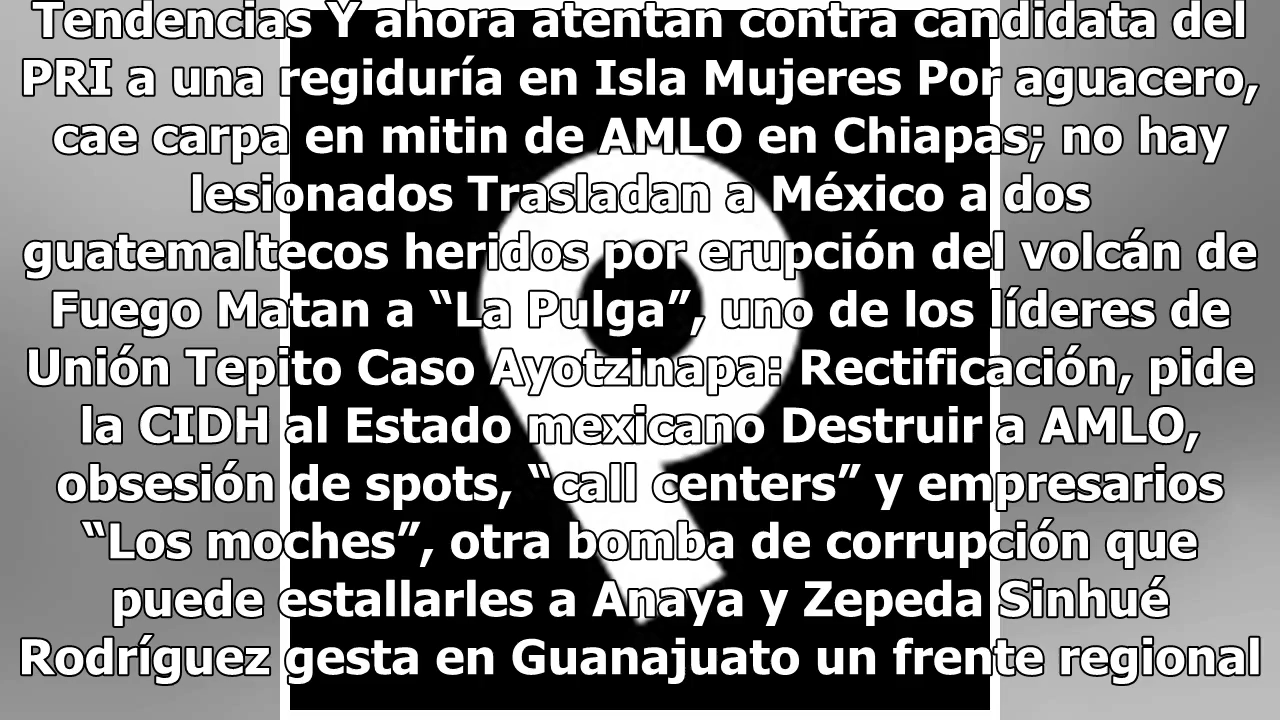 Tendencias Y ahora atentan contra candidata del
PRI a una regiduría en Isla Mujeres Por aguacero,
cae carpa en mitin de AMLO en Chiapas; no hay
lesionados Trasladan a México a dos
guatemaltecos heridos por erupción del volcán de
Fuego Matan a “La Pulga”, uno de los líderes de
Unión Tepito Caso Ayotzinapa: Rectificación, pide
la CIDH al Estado mexicano Destruir a AMLO,
obsesión de spots, “call centers” y empresarios
“Los moches”, otra bomba de corrupción que
puede estallarles a Anaya y Zepeda Sinhué
Rodríguez gesta en Guanajuato un frente regional